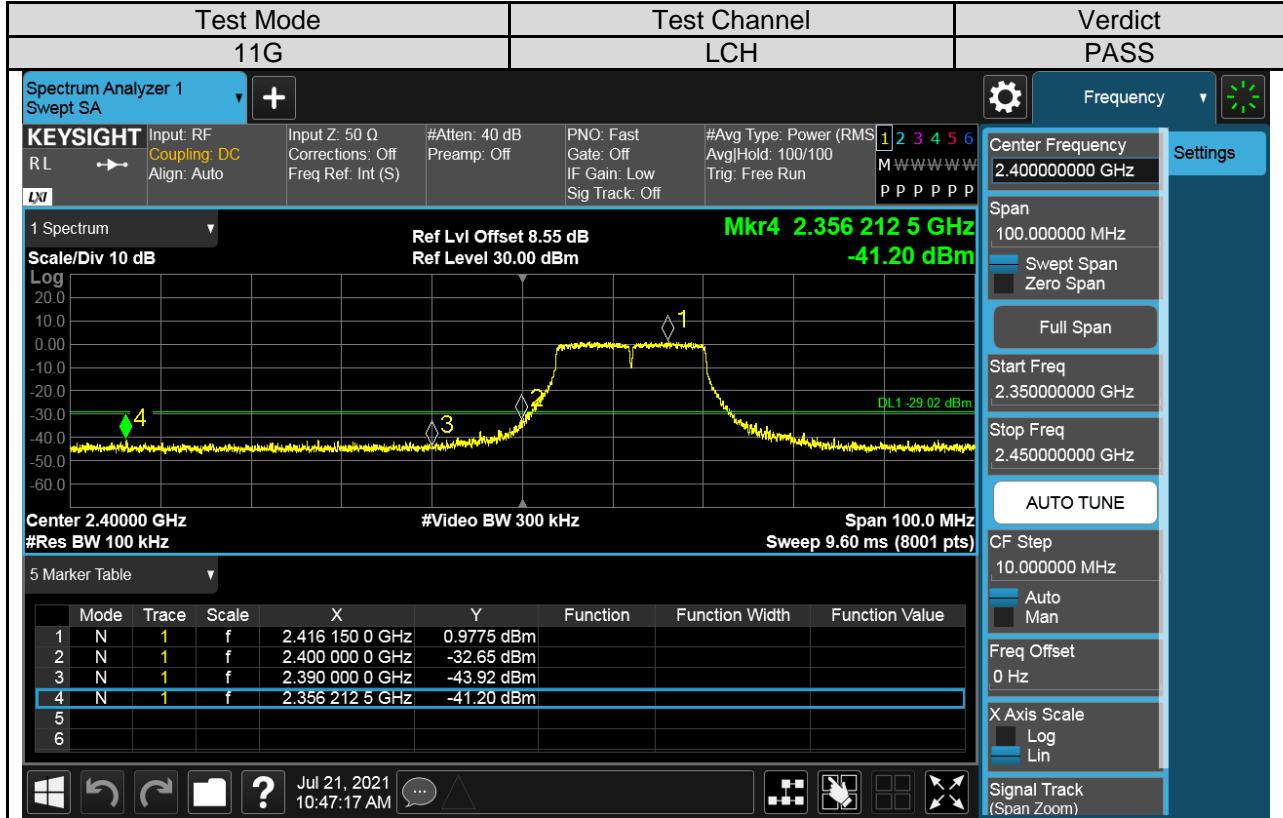 Test Mode Test Channel Verdict
11G LCH PASS
Spectrum Analyzer 1
Swept SA
+
Frequency
KEYSIGHT
R L
LXI
Input: RF
Coupling: DC
Align: Auto
Input Z: 50 Ω
Corrections: Off
Freq Ref: Int (S)
#Atten: 40 dB
Preamp: Off
PNO: Fast
Gate: Off
IF Gain: Low
Sig Track: Off
#Avg Type: Power (RMS
Avg|Hold: 100/100
Trig: Free Run
1 2 3 4 5 6
M W W W W W
P P P P P P
1 Spectrum
Scale/Div 10 dB
Ref Lvl Offset 8.55 dB
Ref Level 30.00 dBm
Mkr4 2.356 212 5 GHz
-41.20 dBm
Log
20.0
10.0
0.00
-10.0
-20.0
-30.0
-40.0
-50.0
-60.0
1
2
3
4
DL1 -29.02 dBm
Center 2.40000 GHz #Video BW 300 kHz Span 100.0 MHz
#Res BW 100 kHz Sweep 9.60 ms (8001 pts)
5 Marker Table
Mode Trace Scale X Y Function Function Width Function Value
1 N 1 f 2.416 150 0 GHz 0.9775 dBm
2 N 1 f 2.400 000 0 GHz -32.65 dBm
3 N 1 f 2.390 000 0 GHz -43.92 dBm
4 N 1 f 2.356 212 5 GHz -41.20 dBm
5
6
?
Jul 21, 2021
10:47:17 AM
Center Frequency
2.400000000 GHz
Settings
Span
100.000000 MHz
Swept Span
Zero Span
Full Span
Start Freq
2.350000000 GHz
Stop Freq
2.450000000 GHz
AUTO TUNE
CF Step
10.000000 MHz
Auto
Man
Freq Offset
0 Hz
X Axis Scale
Log
Lin
Signal Track
(Span Zoom)